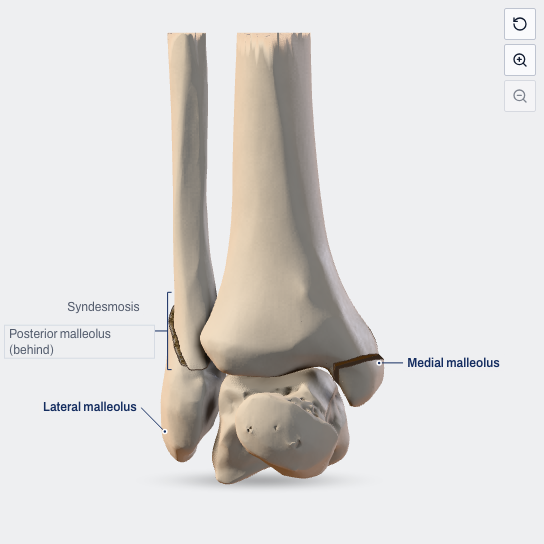 Syndesmosis
Posterior malleolus
(behind)
Medial malleolus
Lateral malleolus